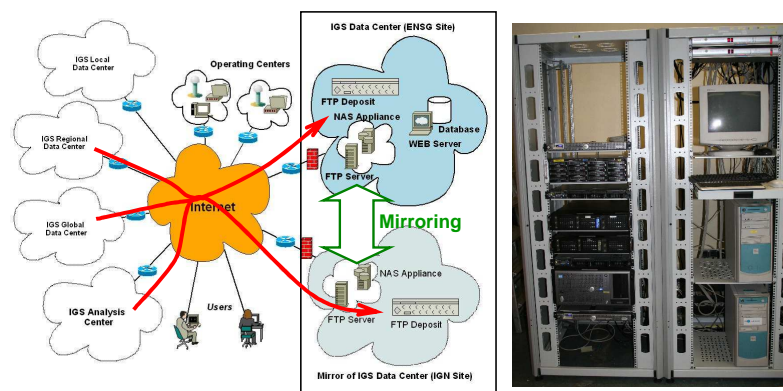 IGS Data Center (ENSG Site)
IGS Local
Data Center
Operating Centers
FTP Deposit
NAS Appliance
Database
WEB Server
FTP Server
IGS Regional
Data Center
Internet
IGS Global
Data Center
Mirroring
IGS Analysis
Center
Users
NAS Appliance
FTP Server
FTP Deposit
Mirror of IGS Data Center (IGN Site)